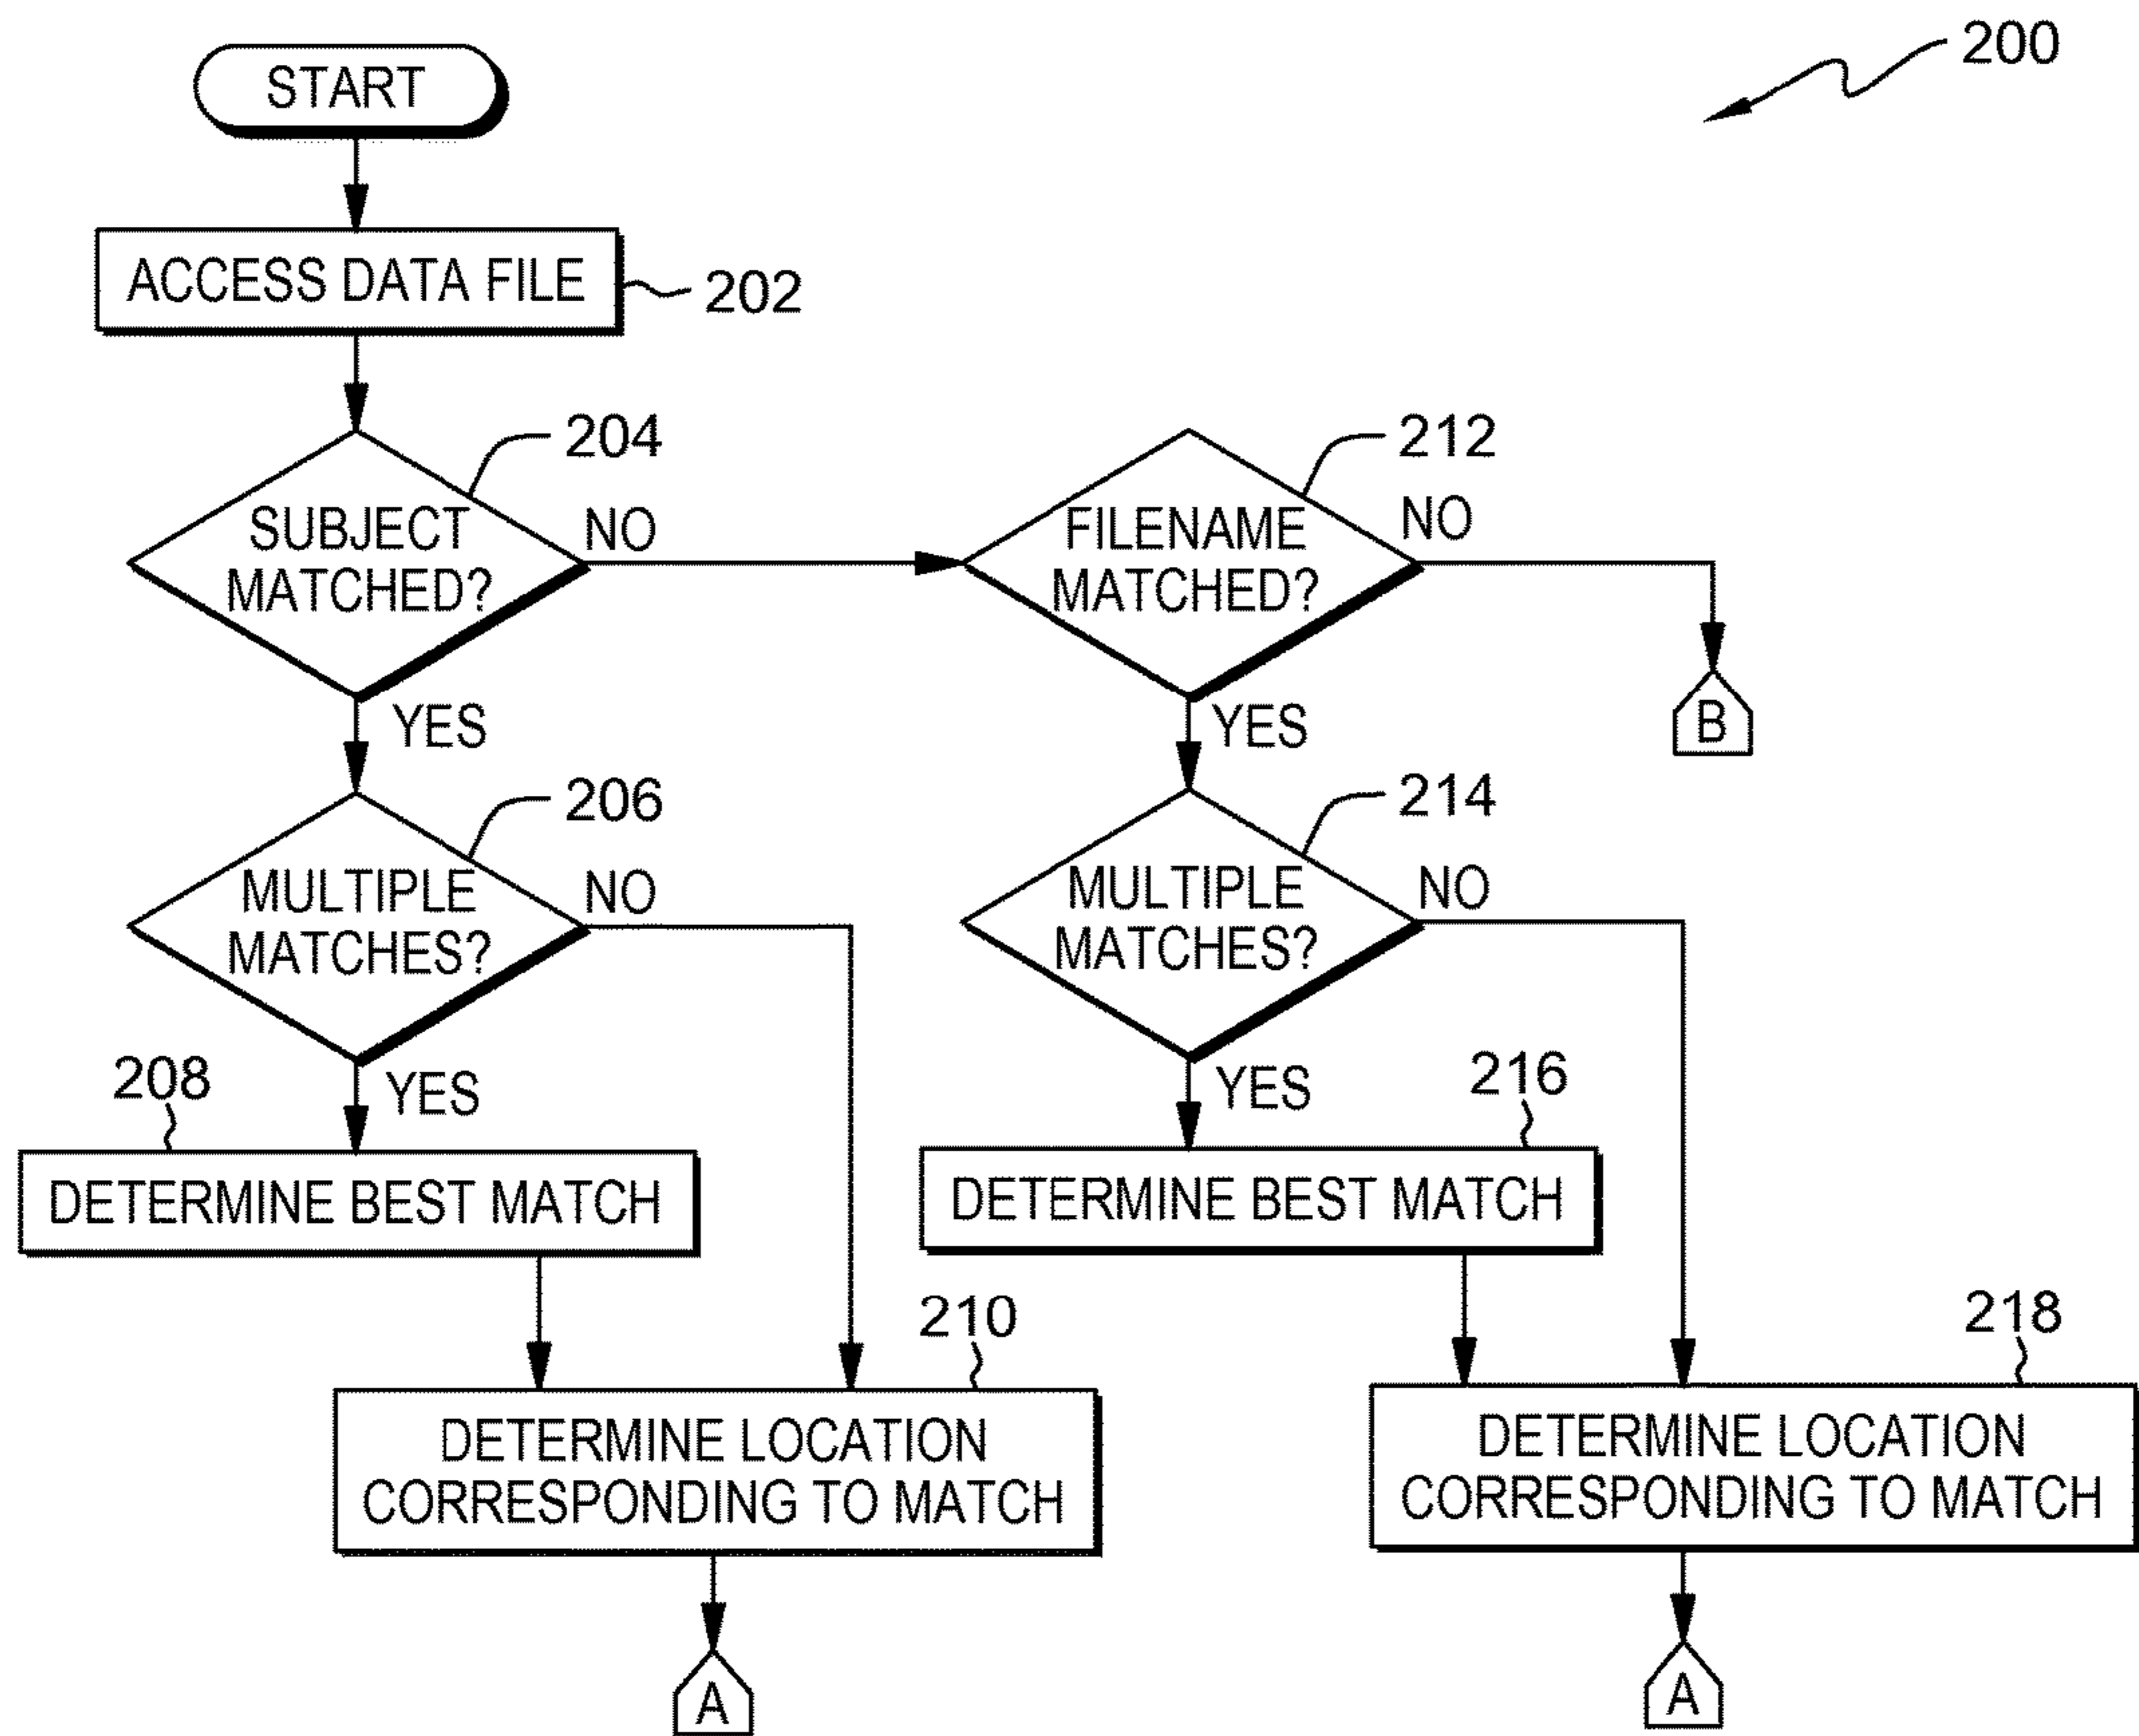 200
START
ACCESS DATA FILE
202
204
212
SUBJECT
MATCHED?
NO
FILENAME
MATCHED?
NO
YES
YES
B
206
214
MULTIPLE
MATCHES?
NO
MULTIPLE
MATCHES?
NO
208
YES
YES
216
DETERMINE BEST MATCH
DETERMINE BEST MATCH
210
218
DETERMINE LOCATION
CORRESPONDING TO MATCH
DETERMINE LOCATION
CORRESPONDING TO MATCH
A
A